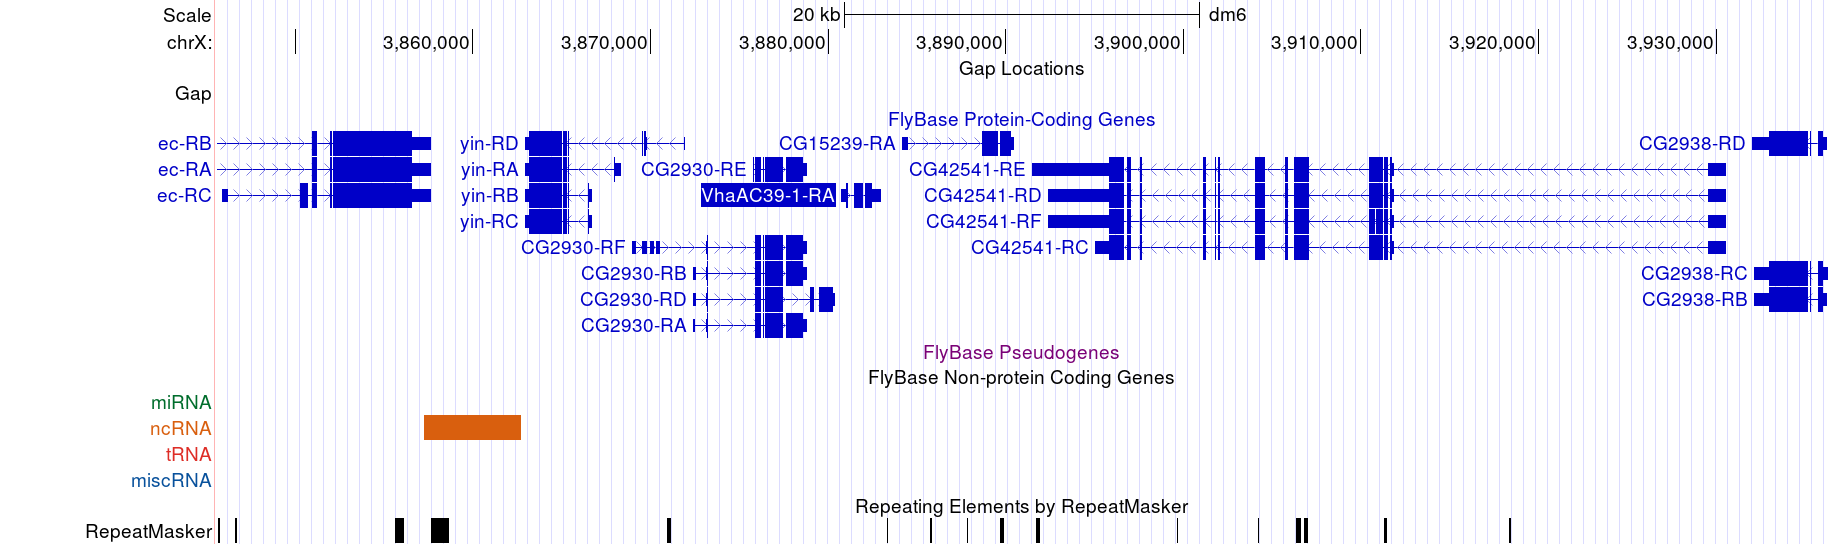 Scale 20 kb dm6
chrX: 3,860,000 3,870,000 3,880,000 3,890,000 3,900,000 3,910,000 3,920,000 3,930,000
Gap Locations
Gap
FlyBase Protein-Coding Genes
ec-RB yin-RD CG15239-RA CG2938-RD
ec-RA yin-RA CG2930-RE CG42541-RE
ec-RC yin-RB VhaAC39-1-RA CG42541-RD
yin-RC CG42541-RF
CG2930-RF CG42541-RC
CG2930-RB CG2938-RC
CG2930-RD CG2938-RB
CG2930-RA
FlyBase Pseudogenes
FlyBase Non-protein Coding Genes
miRNA
ncRNA
tRNA
miscRNA
Repeating Elements by RepeatMasker
RepeatMasker